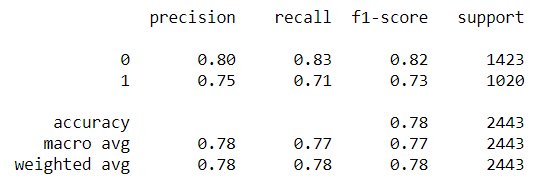 precision recall f1-score support
0 0.80 0.83 0.82 1423
1 0.75 0.71 0.73 1020
accuracy 0.78 2443
macro avg 0.78 0.77 0.77 2443
weighted avg 0.78 0.78 0.78 2443